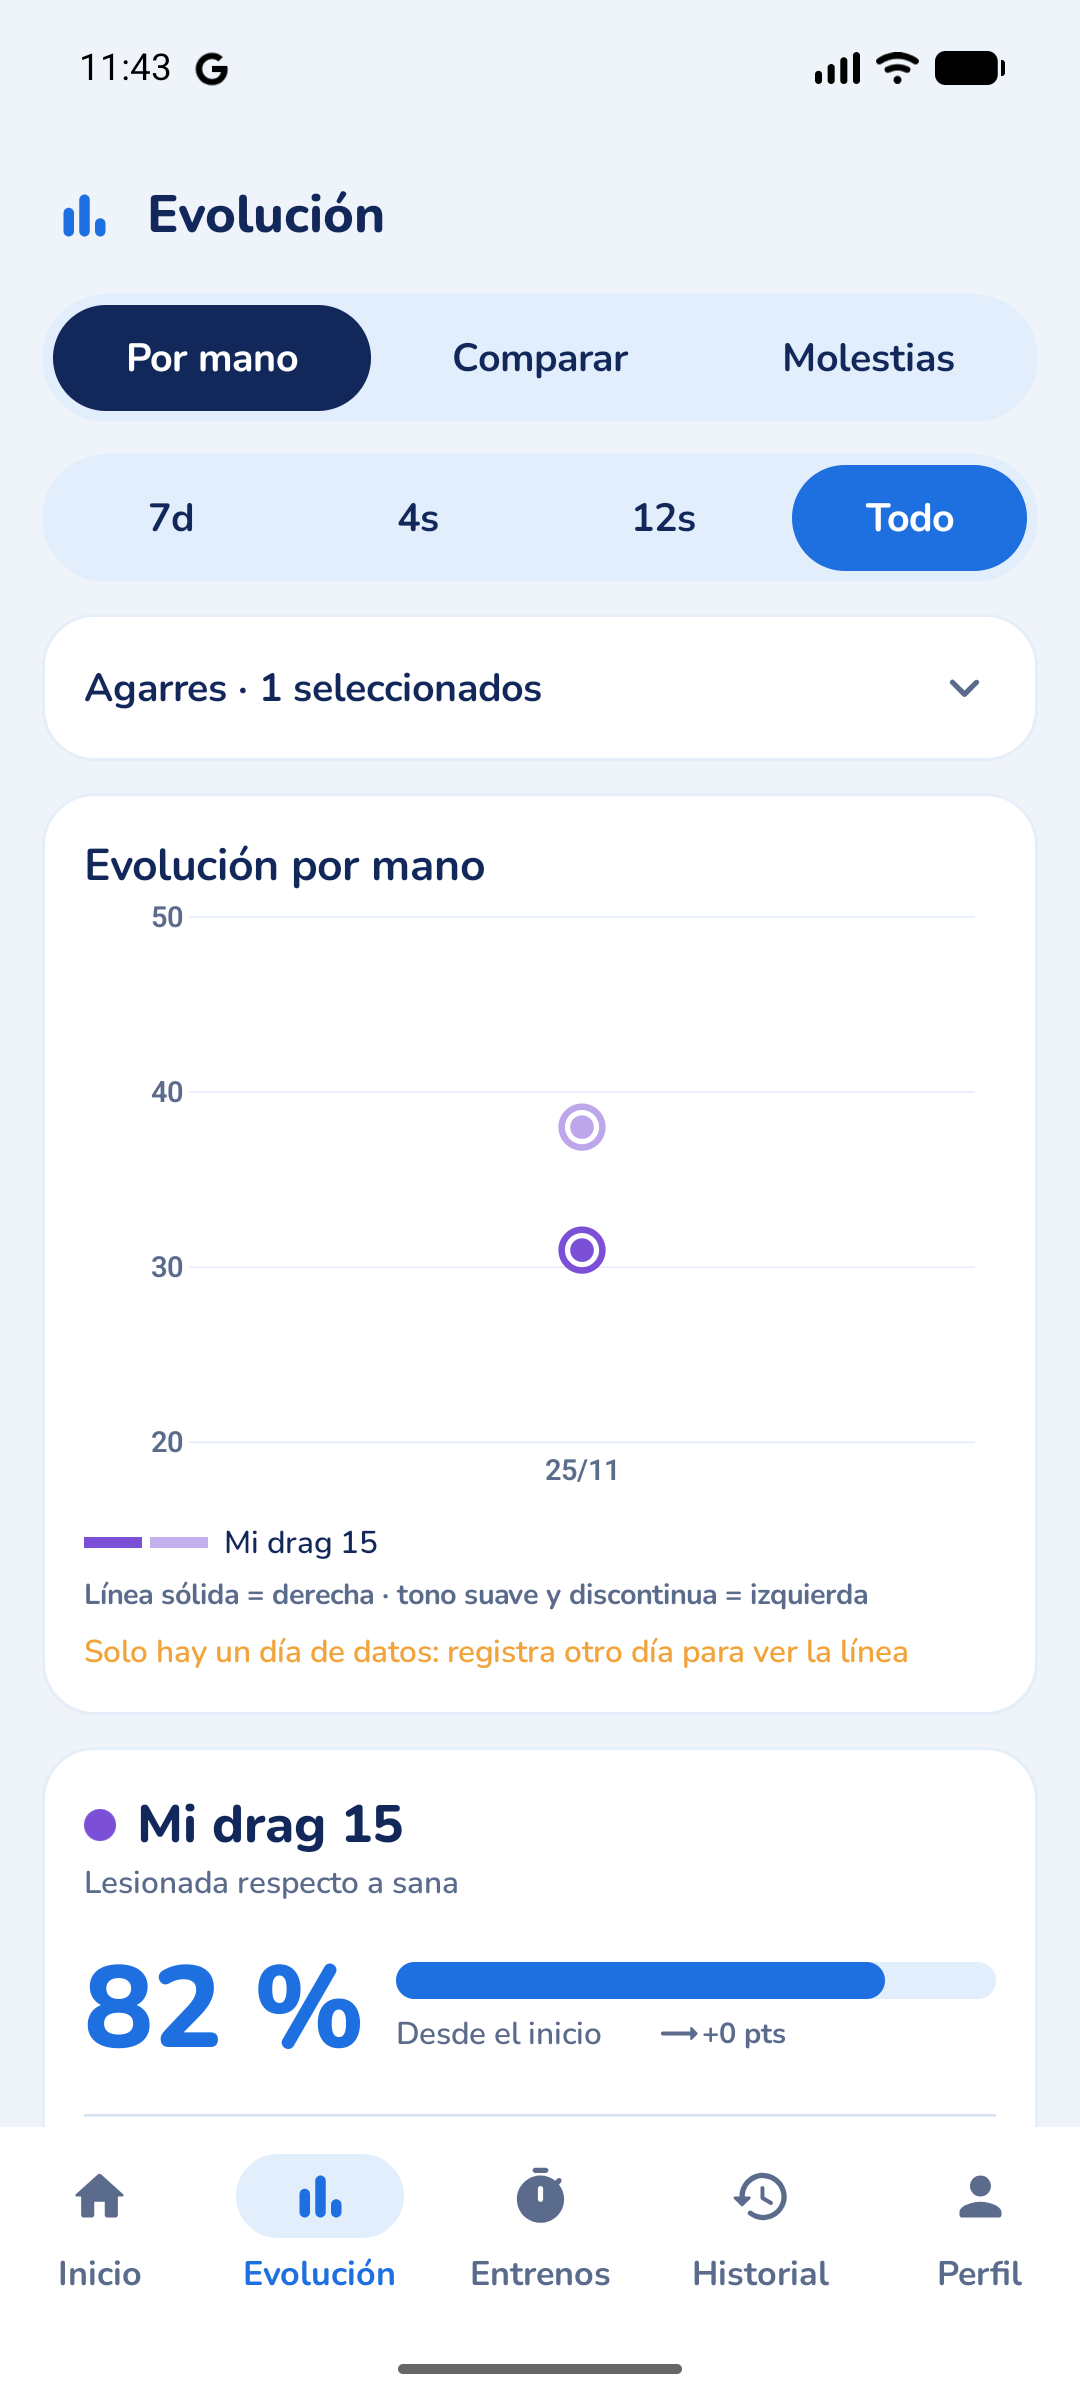 11:43
Evolución
Por mano Comparar Molestias
7d 4s 12s Todo
Agarres · 1 seleccionados
Evolución por mano
50
40
30
20
25/11
Mi drag 15
Línea sólida = derecha · tono suave y discontinua = izquierda
Solo hay un día de datos: registra otro día para ver la línea
Mi drag 15
Lesionada respecto a sana
82 %
Desde el inicio →+0 pts
Inicio Evolución Entrenos Historial Perfil